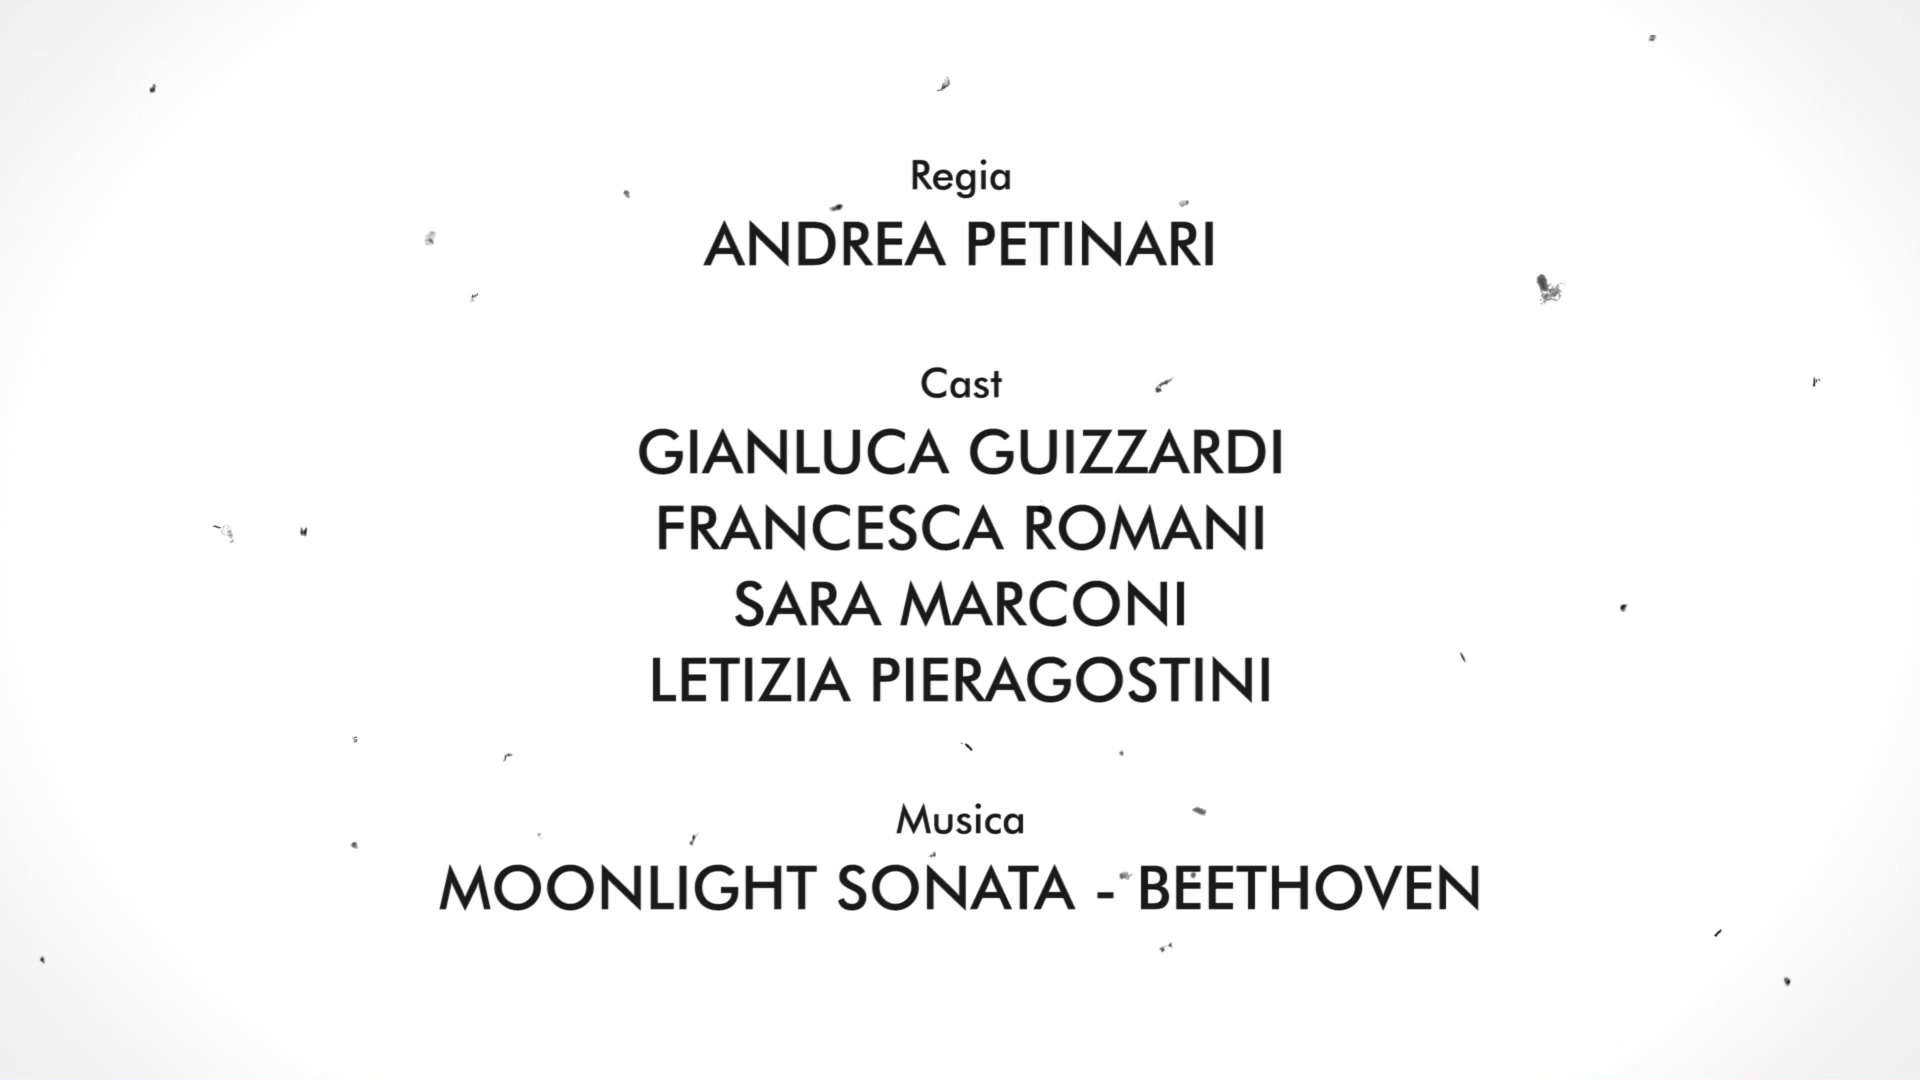 Regia
ANDREA PETINARI
Cast
GIANLUCA GUIZZARDI
FRANCESCA ROMANI
SARA MARCONI
LETIZIA PIERAGOSTINI
Musica
MOONLIGHT SONATA - BEETHOVEN